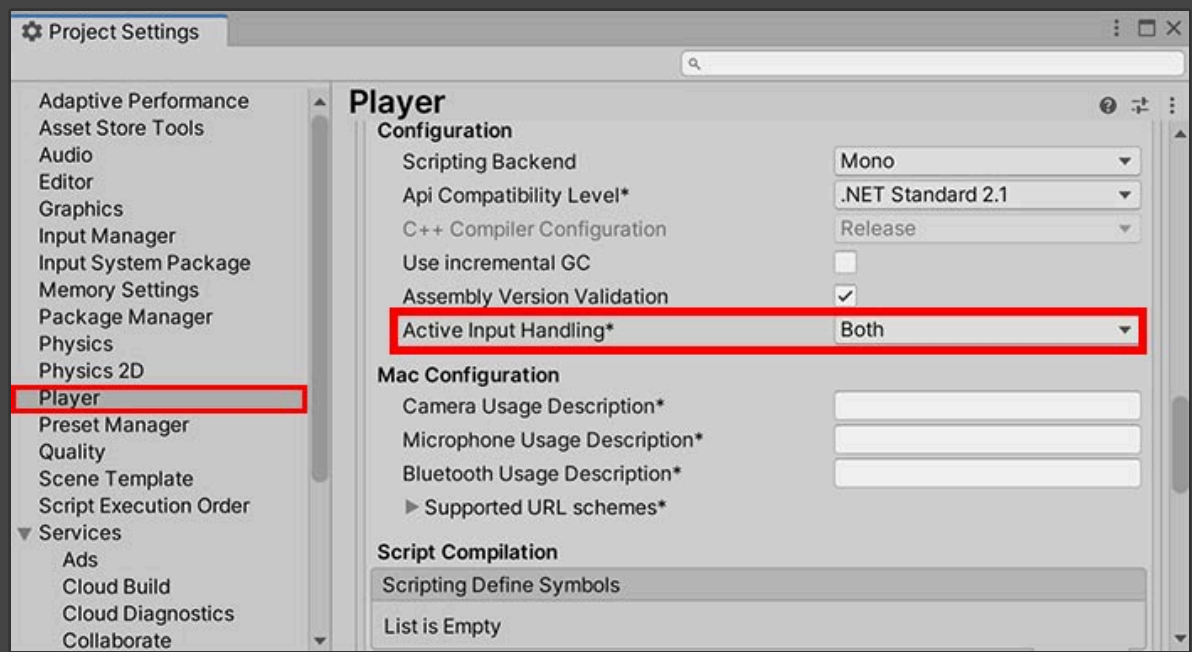 Project Settings
Adaptive Performance
Asset Store Tools
Audio
Editor
Graphics
Input Manager
Input System Package
Memory Settings
Package Manager
Physics
Physics 2D
Player
Preset Manager
Quality
Scene Template
Script Execution Order
Services
Ads
Cloud Build
Cloud Diagnostics
Collaborate
Player
Configuration
Scripting Backend Mono
Api Compatibility Level* .NET Standard 2.1
C++ Compiler Configuration Release
Use incremental GC
Assembly Version Validation
Active Input Handling* Both
Mac Configuration
Camera Usage Description*
Microphone Usage Description*
Bluetooth Usage Description*
Supported URL schemes*
Script Compilation
Scripting Define Symbols
List is Empty